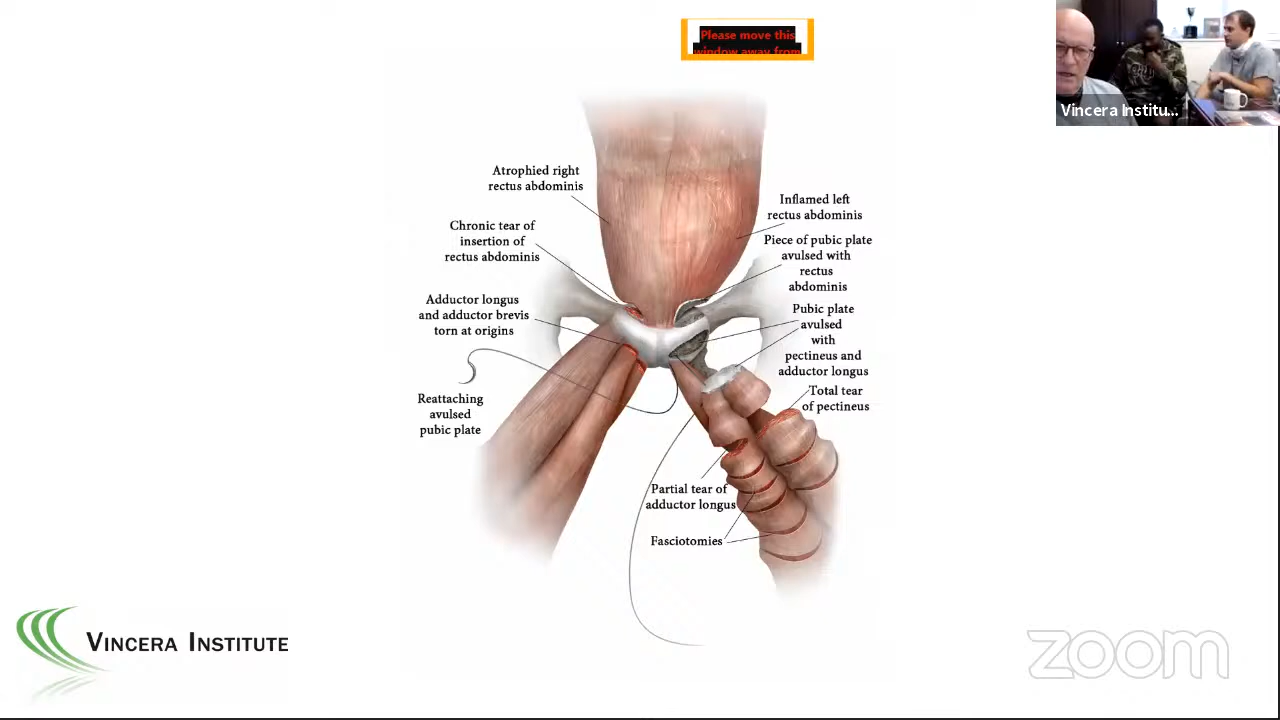 Please move this
window away from
Vincera Institu...
Atrophied right
rectus abdominis
Chronic tear of
insertion of
rectus abdominis
Adductor longus
and adductor brevis
torn at origins
Reattaching
avulsed
pubic plate
Inflamed left
rectus abdominis
Piece of pubic plate
avulsed with
rectus
abdominis
Pubic plate
avulsed
with
pectineus and
adductor longus
Total tear
of pectineus
Partial tear of
adductor longus
Fasciotomies
VINCERA INSTITUTE
zoom